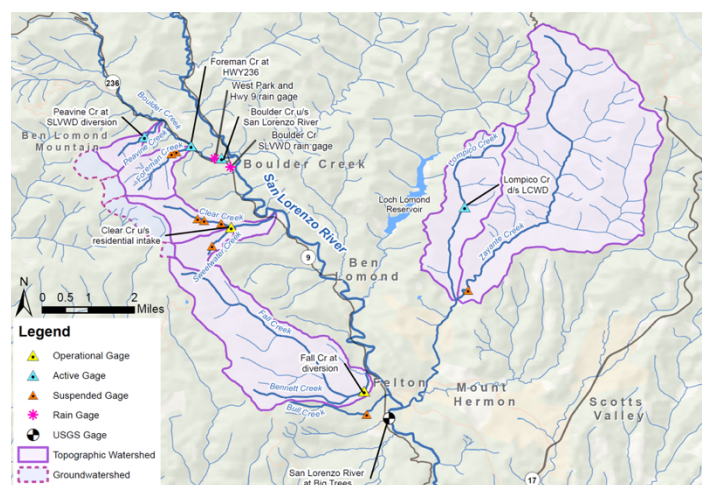 Foreman Cr at
HWY236
West Park and
Hwy 9 rain gage
236
Peavine Cr at
SLVWD diversion
Boulder Creek
Boulder Cr u/s
San Lorenzo River
Boulder Cr
SLVWD rain gage
Ben Lomond
Mountain
Peavine Creek
Foreman Creek
Boulder Creek
Lompico Creek
Lompico Cr
d/s LCWD
Loch Lomond
Reservoir
San Lorenzo River
Clear Creek
Clear Cr u/s
residential intake
Sweetwater Creek
Zayante Creek
9
Ben
Lomond
N
0 0.5 1 2
Miles
Fall Creek
Fall Cr at
diversion
Felton
Bennett Creek
Bull Creek
Mount
Hermon
Scotts
Valley
San Lorenzo River
at Big Trees
17
Legend
Operational Gage
Active Gage
Suspended Gage
Rain Gage
USGS Gage
Topographic Watershed
Groundwatershed